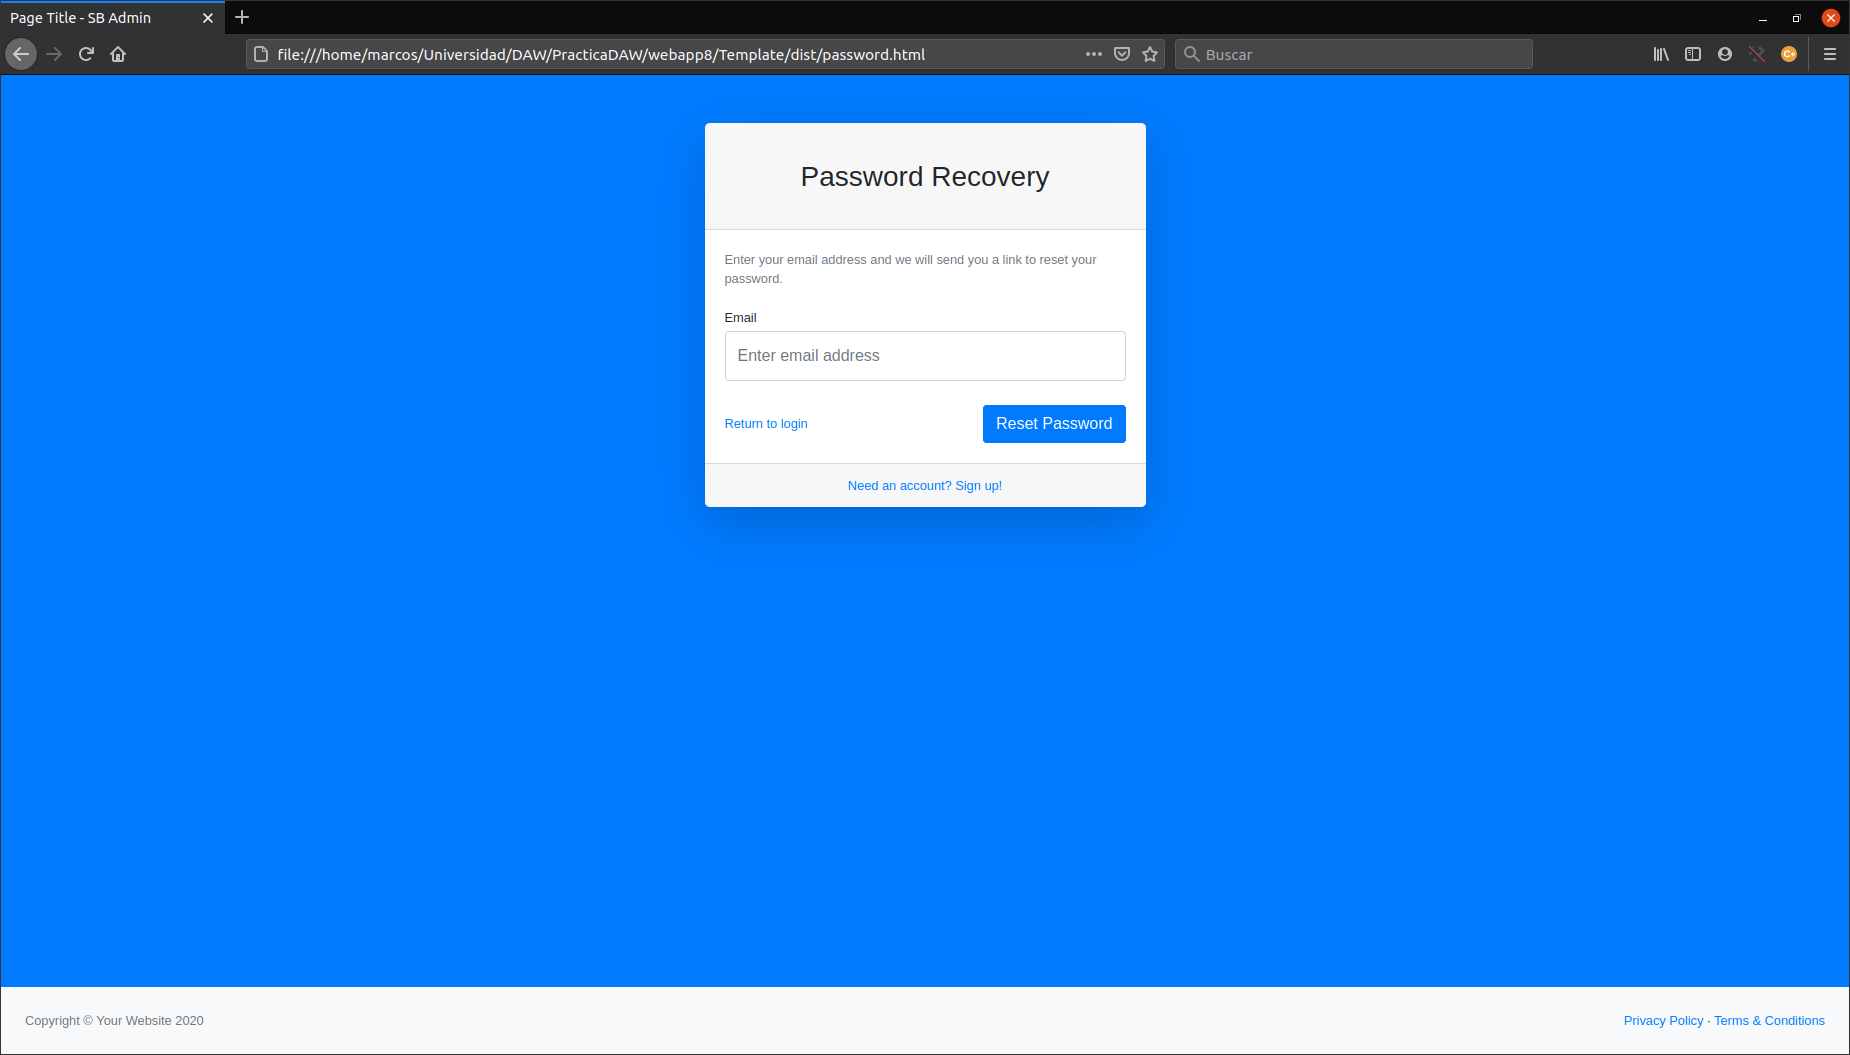 Page Title - SB Admin
file:///home/marcos/Universidad/DAW/PracticaDAW/webapp8/Template/dist/password.html
Buscar
Password Recovery
Enter your email address and we will send you a link to reset your
password.
Email
Enter email address
Return to login
Reset Password
Need an account? Sign up!
Copyright © Your Website 2020
Privacy Policy · Terms & Conditions